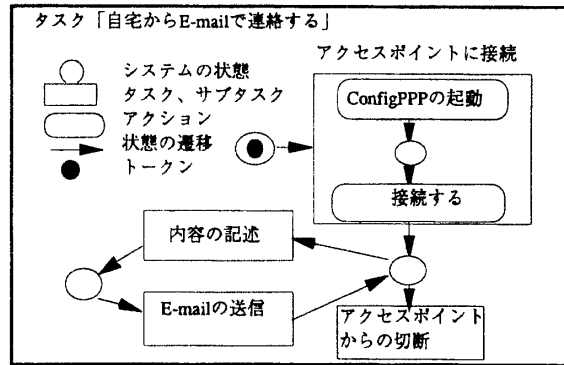 タスク「自宅からE-mailで連絡する」
システムの状態
タスク、サブタスク
アクション
状態の遷移
トークン
アクセスポイントに接続
ConfigPPPの起動
接続する
内容の記述
E-mailの送信
アクセスポイント
からの切断